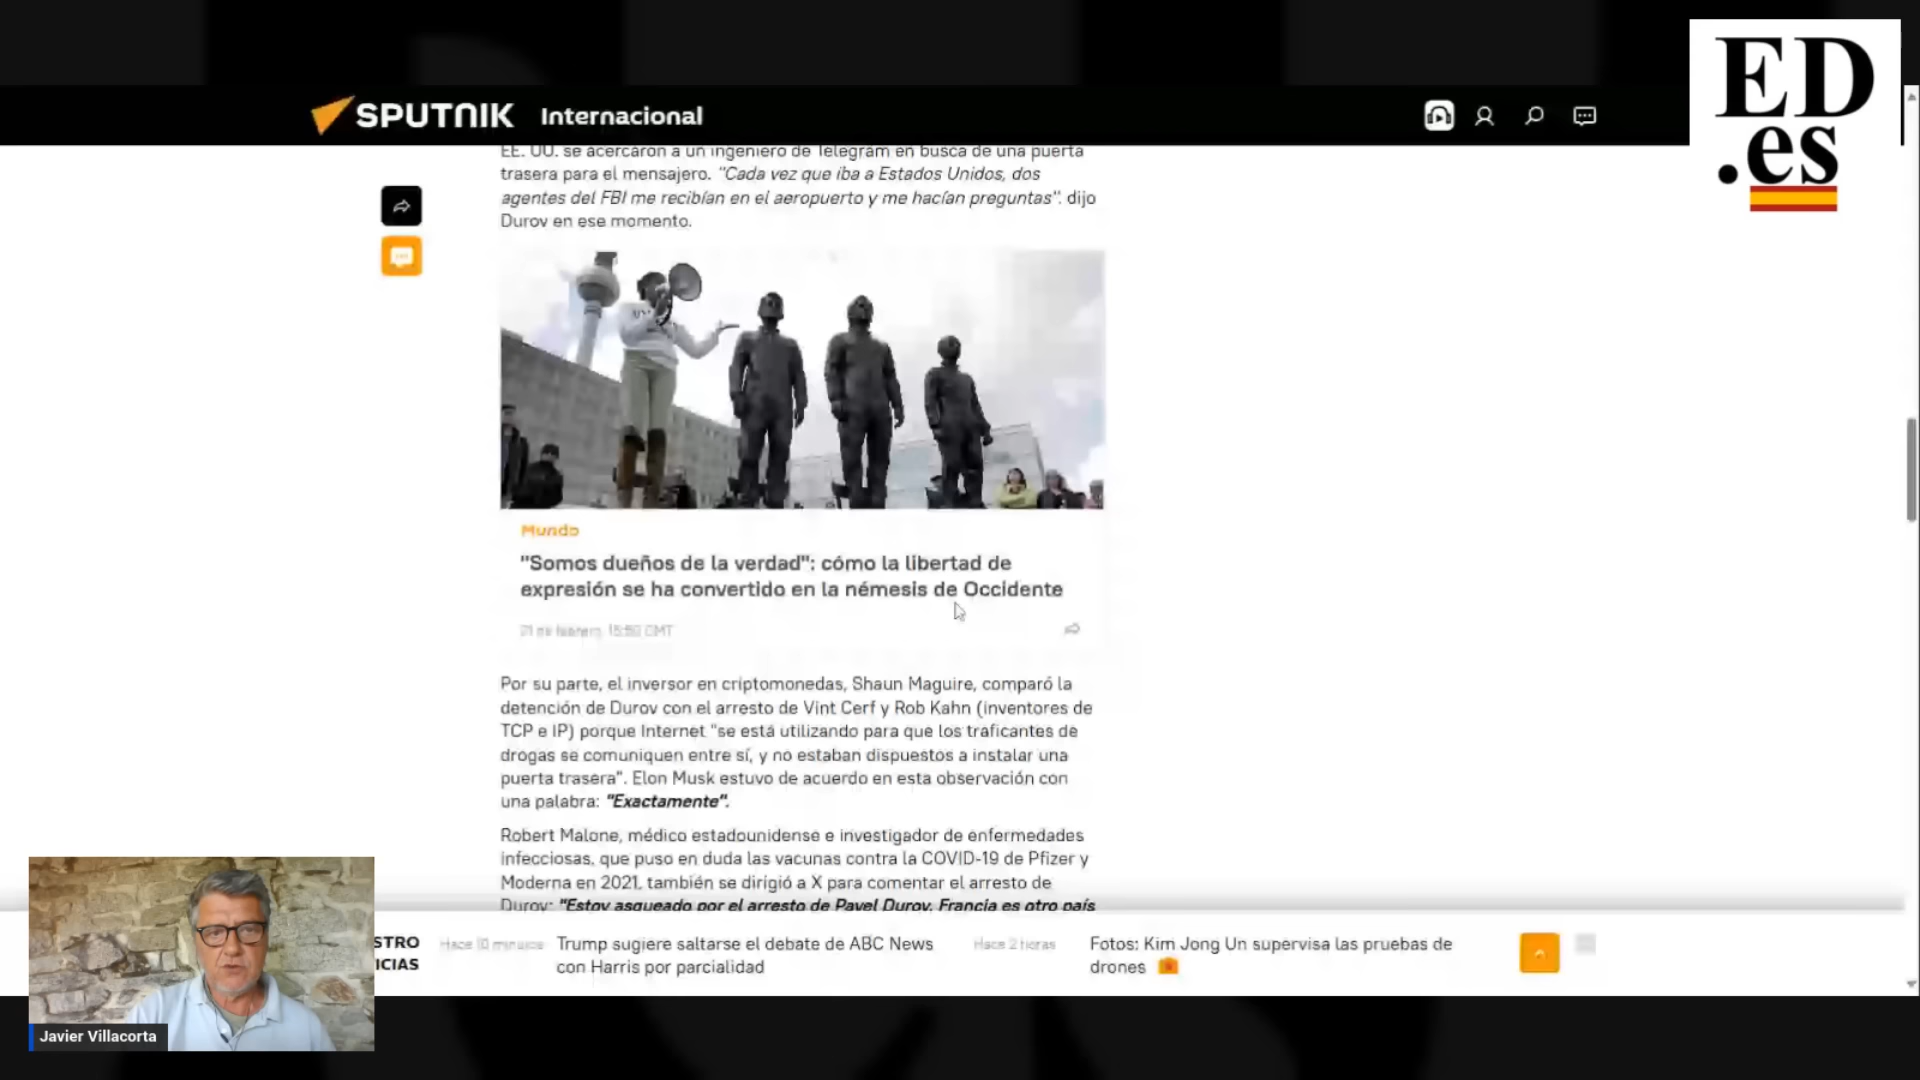 ED
.es
SPUTNIK Internacional
EE. UU. se acercaron a un ingeniero de Telegram en busca de una puerta
trasera para el mensajero. "Cada vez que iba a Estados Unidos, dos
agentes del FBI me recibían en el aeropuerto y me hacían preguntas". dijo
Durov en ese momento.
Mundo
"Somos dueños de la verdad": cómo la libertad de
expresión se ha convertido en la némesis de Occidente
21 de febrero, 15:50 GMT
Por su parte, el inversor en criptomonedas, Shaun Maguire, comparó la
detención de Durov con el arresto de Vint Cerf y Rob Kahn (inventores de
TCP e IP) porque Internet "se está utilizando para que los traficantes de
drogas se comuniquen entre sí, y no estaban dispuestos a instalar una
puerta trasera". Elon Musk estuvo de acuerdo en esta observación con
una palabra: "Exactamente".
Robert Malone, médico estadounidense e investigador de enfermedades
infecciosas, que puso en duda las vacunas contra la COVID-19 de Pfizer y
Moderna en 2021, también se dirigió a X para comentar el arresto de
Durov: "Estoy asqueado por el arresto de Pavel Durov. Francia es otro país
STRO
ICIAS
Hace 10 minutos
Trump sugiere saltarse el debate de ABC News
con Harris por parcialidad
Hace 2 horas
Fotos: Kim Jong Un supervisa las pruebas de
drones
Javier Villacorta